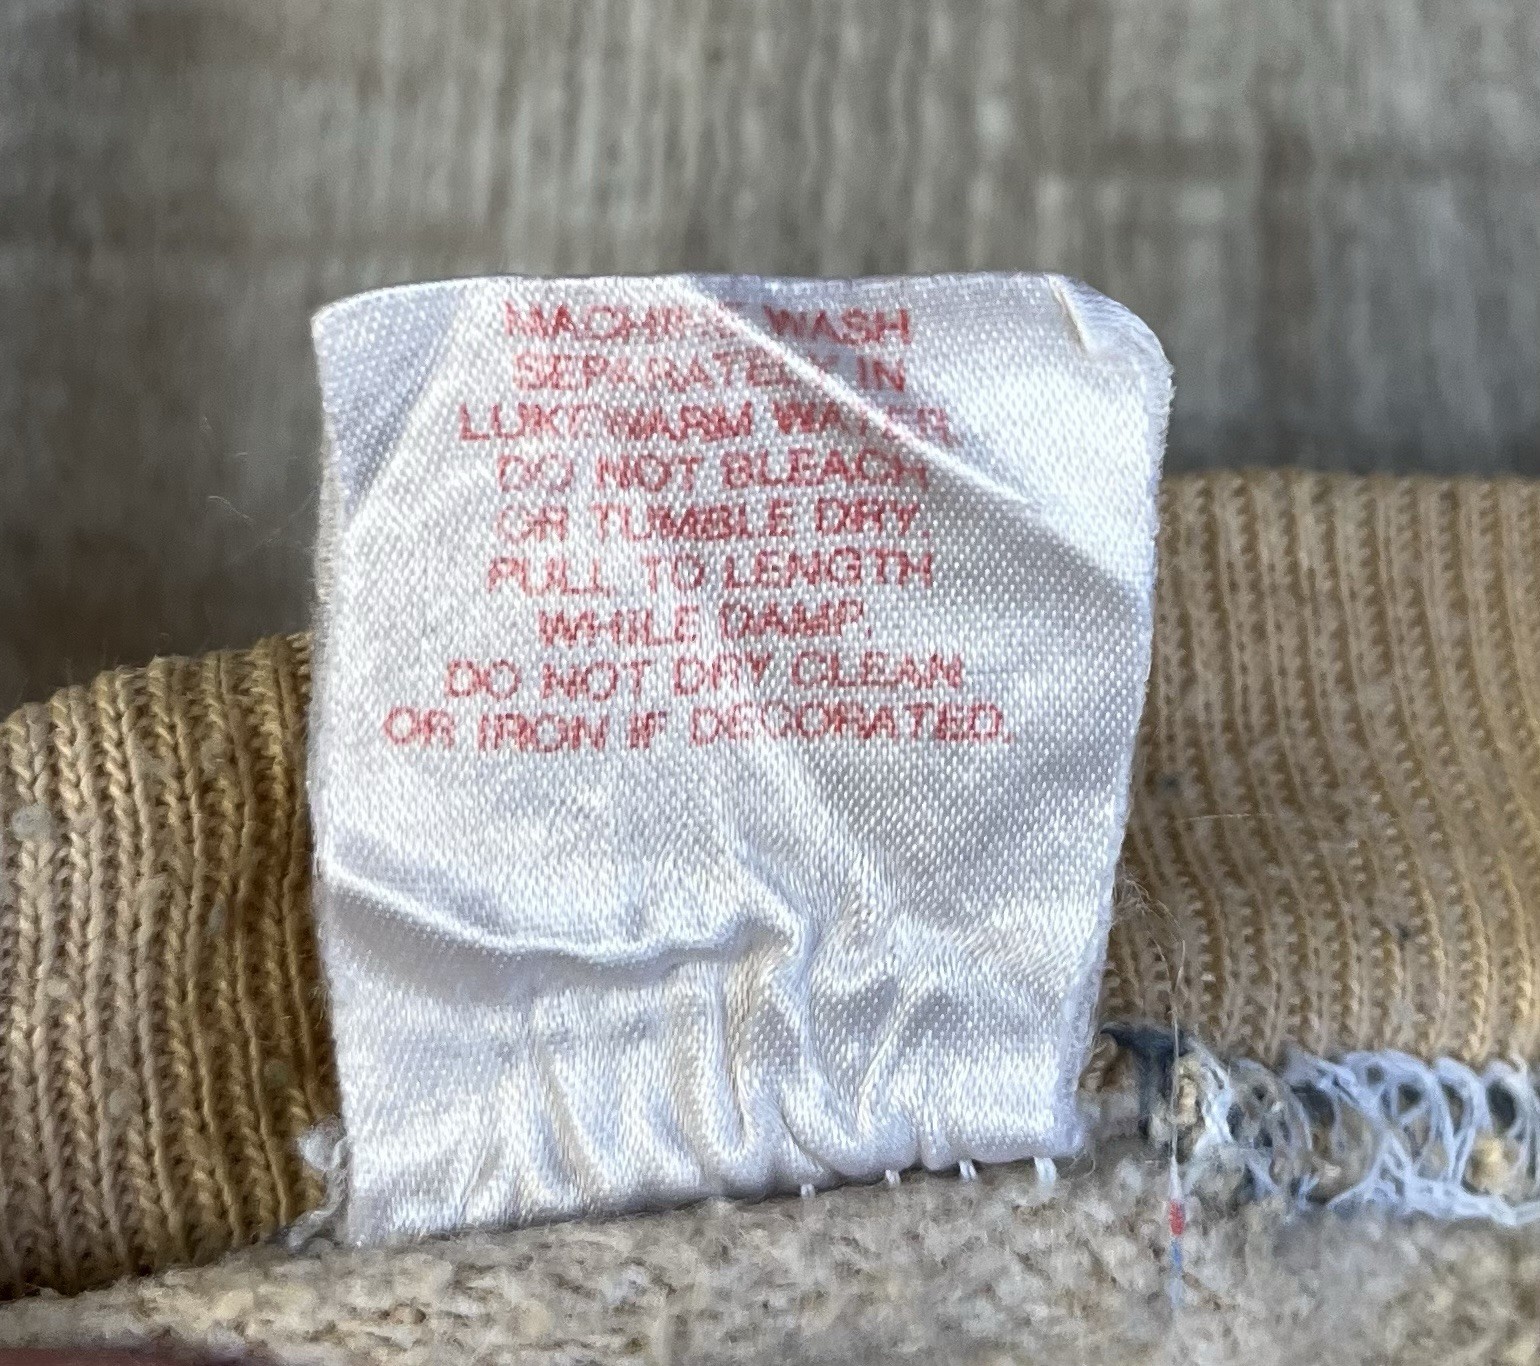 MACHINE WASH
SEPARATELY IN
LUKEWARM WATER
DO NOT BLEACH
OR TUMBLE DRY.
PULL TO LENGTH
WHILE DAMP.
DO NOT DRY CLEAN
OR IRON IF DECORATED.